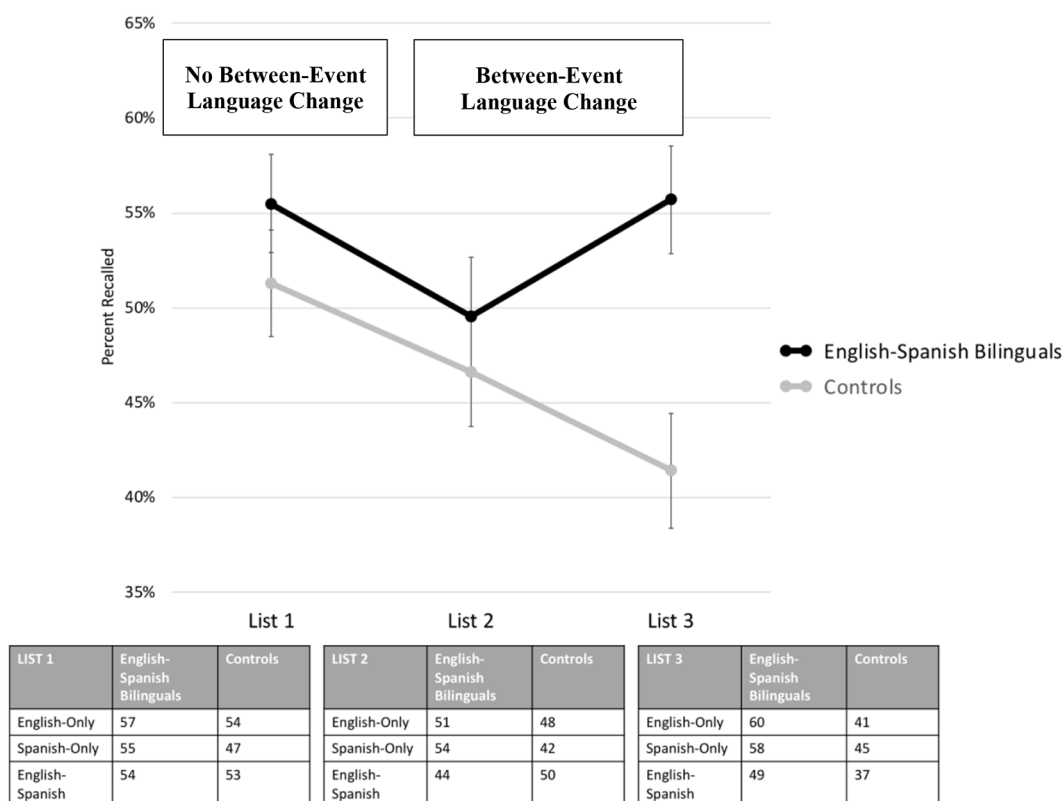 65%
No Between-Event
Language Change
Between-Event
Language Change
60%
55%
50%
45%
40%
35%
Percent Recalled
English-Spanish Bilinguals
Controls
List 1
List 2
List 3
LIST 1 English- Controls
Spanish
Bilinguals
English-Only 57 54
Spanish-Only 55 47
English- 54 53
Spanish
LIST 2 English- Controls
Spanish
Bilinguals
English-Only 51 48
Spanish-Only 54 42
English- 44 50
Spanish
LIST 3 English- Controls
Spanish
Bilinguals
English-Only 60 41
Spanish-Only 58 45
English- 49 37
Spanish